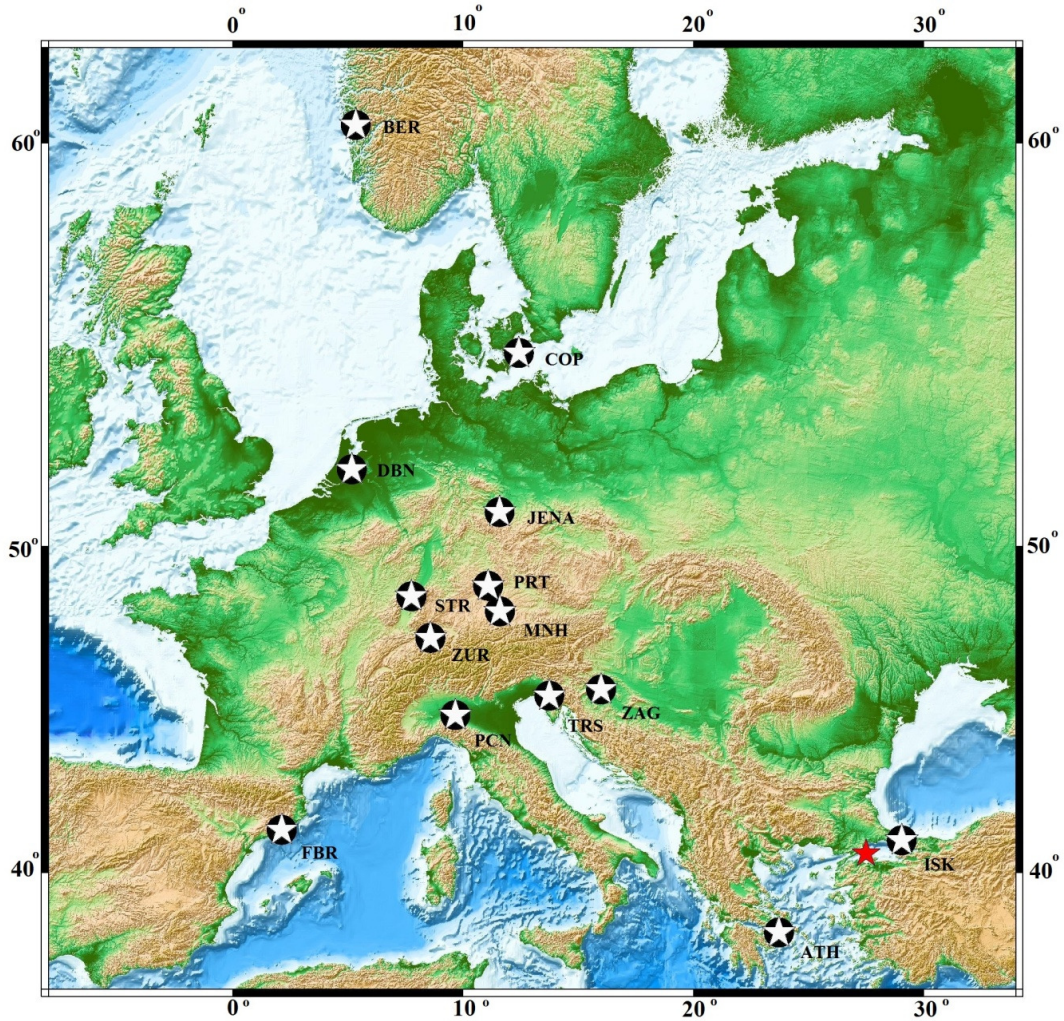 0° 10° 20° 30°
BER
60° 60°
COP
DBN
JENA
50° 50°
PRT
STR
MNH
ZUR
ZAG
TRS
PCN
FBR
ISK
40° 40°
ATH
0° 10° 20° 30°